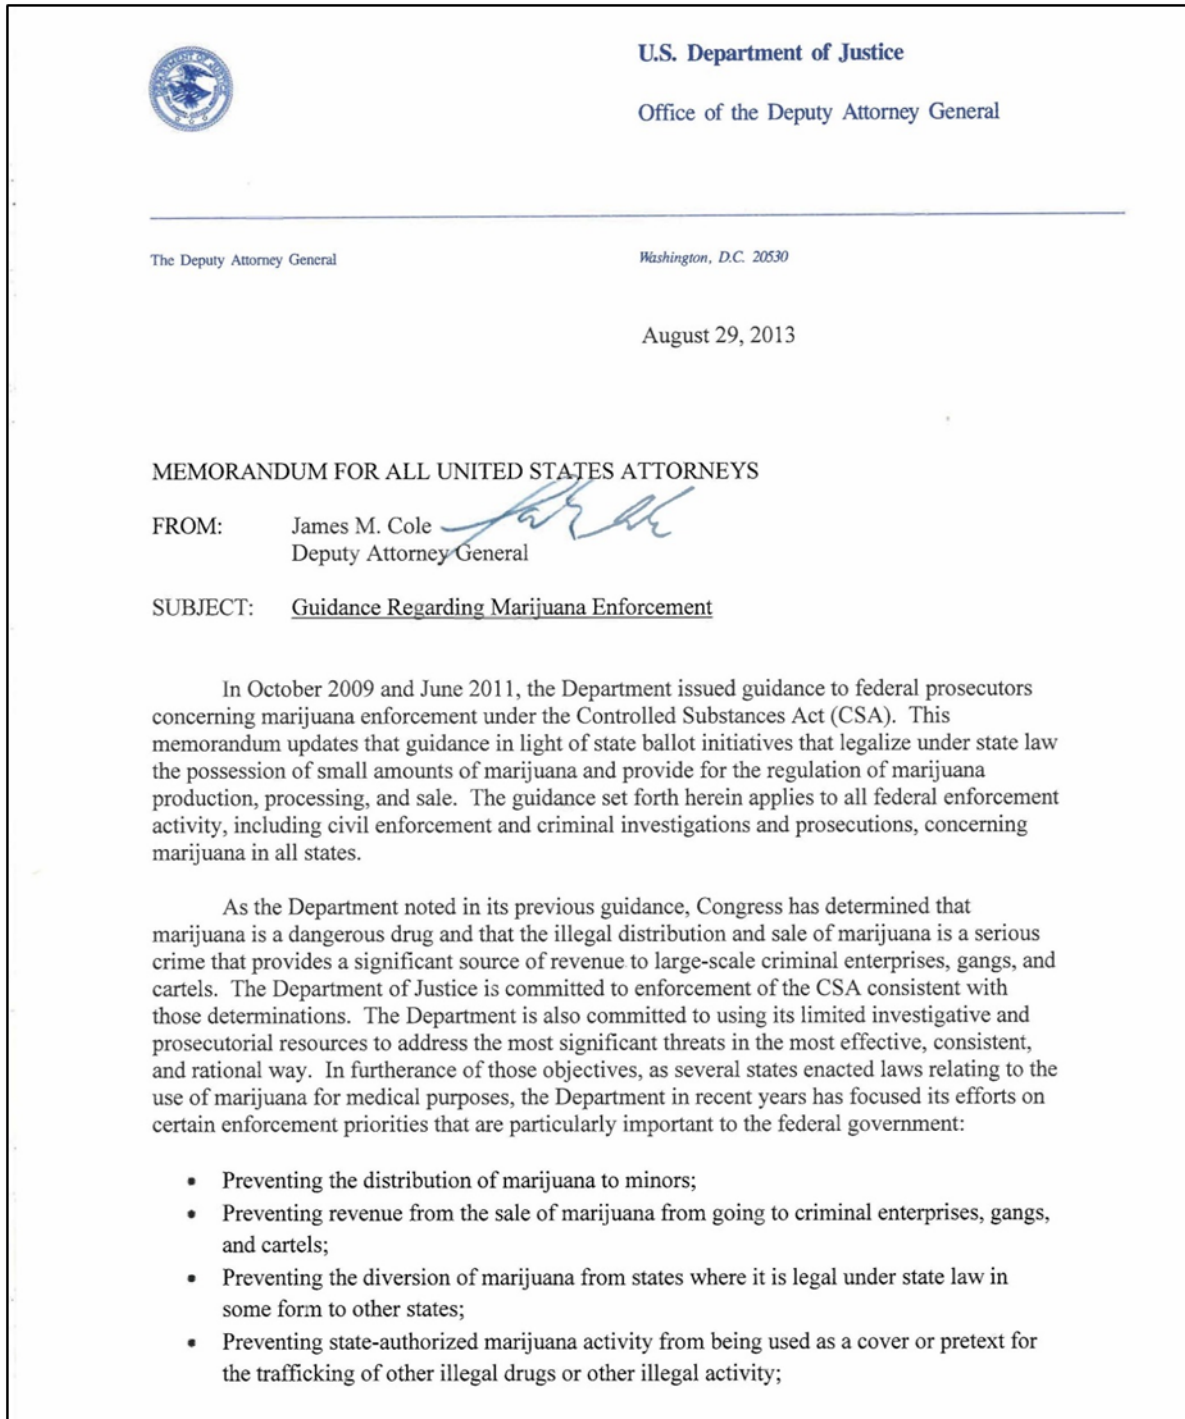 U.S. Department of Justice
Office of the Deputy Attorney General
The Deputy Attorney General
Washington, D.C. 20530
August 29, 2013
MEMORANDUM FOR ALL UNITED STATES ATTORNEYS
FROM: James M. Cole
Deputy Attorney General
SUBJECT: Guidance Regarding Marijuana Enforcement
In October 2009 and June 2011, the Department issued guidance to federal prosecutors
concerning marijuana enforcement under the Controlled Substances Act (CSA). This
memorandum updates that guidance in light of state ballot initiatives that legalize under state law
the possession of small amounts of marijuana and provide for the regulation of marijuana
production, processing, and sale. The guidance set forth herein applies to all federal enforcement
activity, including civil enforcement and criminal investigations and prosecutions, concerning
marijuana in all states.
As the Department noted in its previous guidance, Congress has determined that
marijuana is a dangerous drug and that the illegal distribution and sale of marijuana is a serious
crime that provides a significant source of revenue to large-scale criminal enterprises, gangs, and
cartels. The Department of Justice is committed to enforcement of the CSA consistent with
those determinations. The Department is also committed to using its limited investigative and
prosecutorial resources to address the most significant threats in the most effective, consistent,
and rational way. In furtherance of those objectives, as several states enacted laws relating to the
use of marijuana for medical purposes, the Department in recent years has focused its efforts on
certain enforcement priorities that are particularly important to the federal government:
• Preventing the distribution of marijuana to minors;
• Preventing revenue from the sale of marijuana from going to criminal enterprises, gangs,
and cartels;
• Preventing the diversion of marijuana from states where it is legal under state law in
some form to other states;
• Preventing state-authorized marijuana activity from being used as a cover or pretext for
the trafficking of other illegal drugs or other illegal activity;